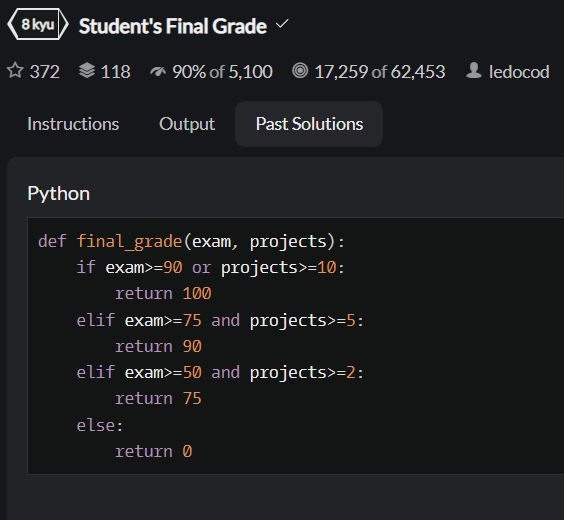 8 kyu Student's Final Grade
372 118 90% of 5,100 17,259 of 62,453 ledocod
Instructions Output Past Solutions
Python
def final_grade(exam, projects):
    if exam>=90 or projects>=10:
        return 100
    elif exam>=75 and projects>=5:
        return 90
    elif exam>=50 and projects>=2:
        return 75
    else:
        return 0